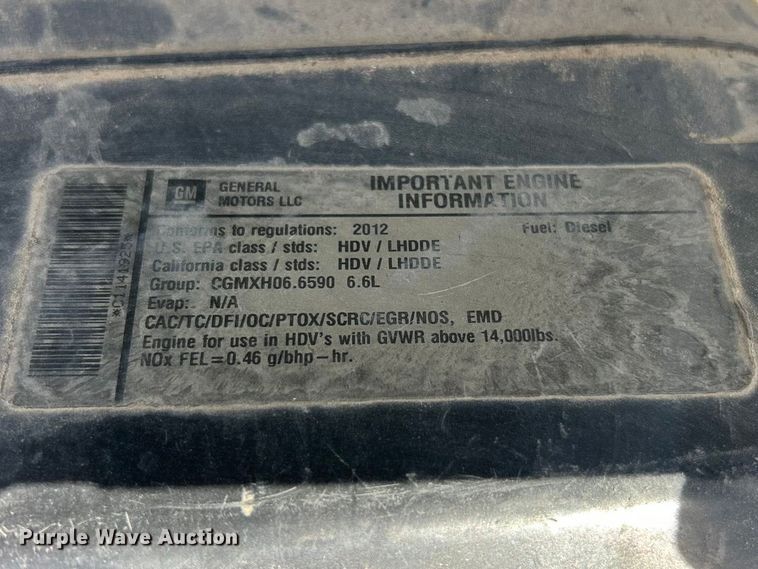 GM GENERAL MOTORS LLC
IMPORTANT ENGINE INFORMATION
Conforms to regulations: 2012 Fuel: Diesel
U.S. EPA class / stds: HDV / LHDDE
California class / stds: HDV / LHDDE
Group: CGMXH06.6590 6.6L
Evap: N/A
CAC/TC/DFI/OC/PTOX/SCRC/EGR/NOS, EMD
Engine for use in HDV's with GVWR above 14,000lbs.
NOx FEL=0.46 g/bhp-hr.
Purple Wave Auction